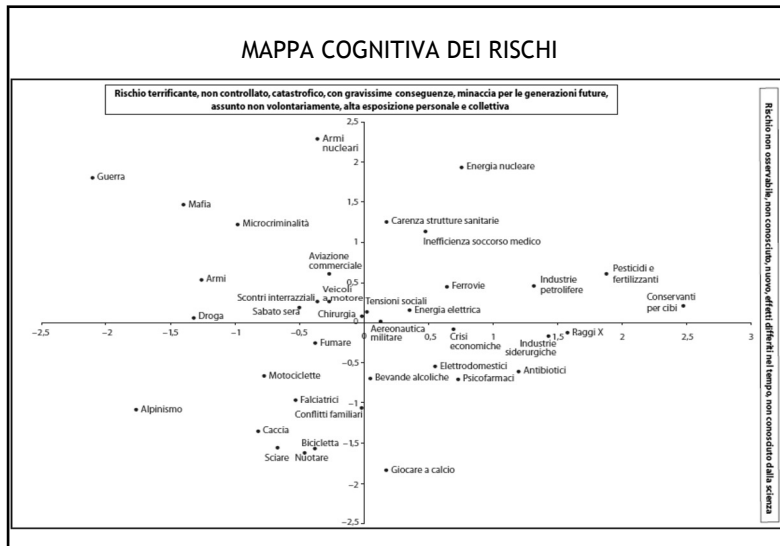 MAPPA COGNITIVA DEI RISCHI
Rischio terrificante, non controllato, catastrofico, con gravissime conseguenze, minaccia per le generazioni future,
assunto non volontariamente, alta esposizione personale e collettiva
Rischio non osservabile, non conosciuto, nuovo, effetti differiti nel tempo, non conosciuto dalla scienza
2,5
Armi
nucleari
2
Energia nucleare
Guerra
Mafia
1,5
Microcriminalità
Carenza strutture sanitarie
Inefficienza soccorso medico
1
Aviazione
commerciale
Armi
0,5
Ferrovie
Industrie
petrolifere
Pesticidi e
fertilizzanti
Conservanti
per cibi
Scontri interrazziali
Veicoli
a motore
Tensioni sociali
Sabato sera
Chirurgia
Energia elettrica
Droga
0
Aereonautica
militare
Crisi
economiche
Industrie
siderurgiche
Raggi X
−2,5
−2
−1,5
−1
−0,5
0
0,5
1
1,5
2
2,5
3
Fumare
−0,5
Elettrodomestici
Antibiotici
Motociclette
Bevande alcoliche
Psicofarmaci
Falciatrici
−1
Conflitti familiari
Alpinismo
Caccia
Bicicletta
−1,5
Sciare
Nuotare
Giocare a calcio
−2
−2,5